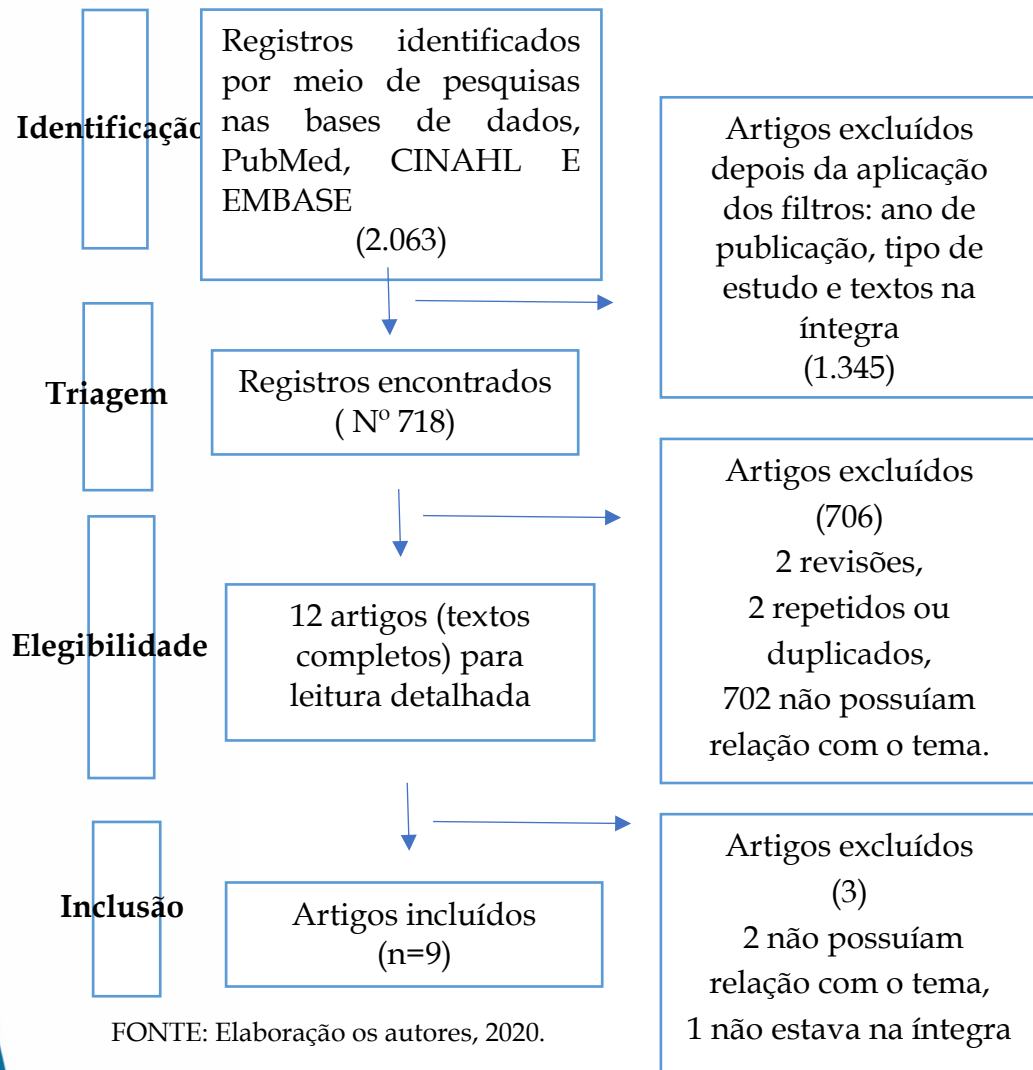 Identificação
Registros identificados
por meio de pesquisas
nas bases de dados,
PubMed, CINAHL E
EMBASE
(2.063)
Artigos excluídos
depois da aplicação
dos filtros: ano de
publicação, tipo de
estudo e textos na
íntegra
(1.345)
Triagem
Registros encontrados
( Nº 718)
Artigos excluídos
(706)
2 revisões,
2 repetidos ou
duplicados,
702 não possuíam
relação com o tema.
Elegibilidade
12 artigos (textos
completos) para
leitura detalhada
Inclusão
Artigos incluídos
(n=9)
Artigos excluídos
(3)
2 não possuíam
relação com o tema,
1 não estava na íntegra
FONTE: Elaboração os autores, 2020.